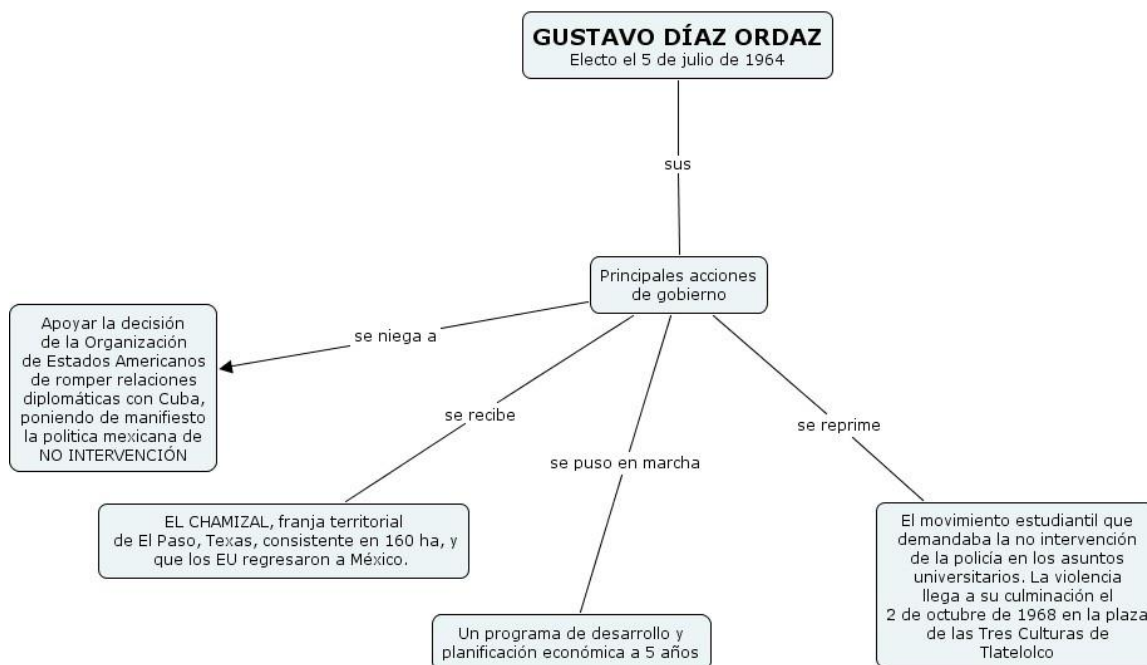 GUSTAVO DÍAZ ORDAZ
Electo el 5 de julio de 1964
sus
Principales acciones
de gobierno
se niega a
Apoyar la decisión
de la Organización
de Estados Americanos
de romper relaciones
diplomáticas con Cuba,
poniendo de manifiesto
la politica mexicana de
NO INTERVENCIÓN
se recibe
EL CHAMIZAL, franja territorial
de El Paso, Texas, consistente en 160 ha, y
que los EU regresaron a México.
se puso en marcha
Un programa de desarrollo y
planificación económica a 5 años
se reprime
El movimiento estudiantil que
demandaba la no intervención
de la policía en los asuntos
universitarios. La violencia
llega a su culminación el
2 de octubre de 1968 en la plaza
de las Tres Culturas de
Tlatelolco